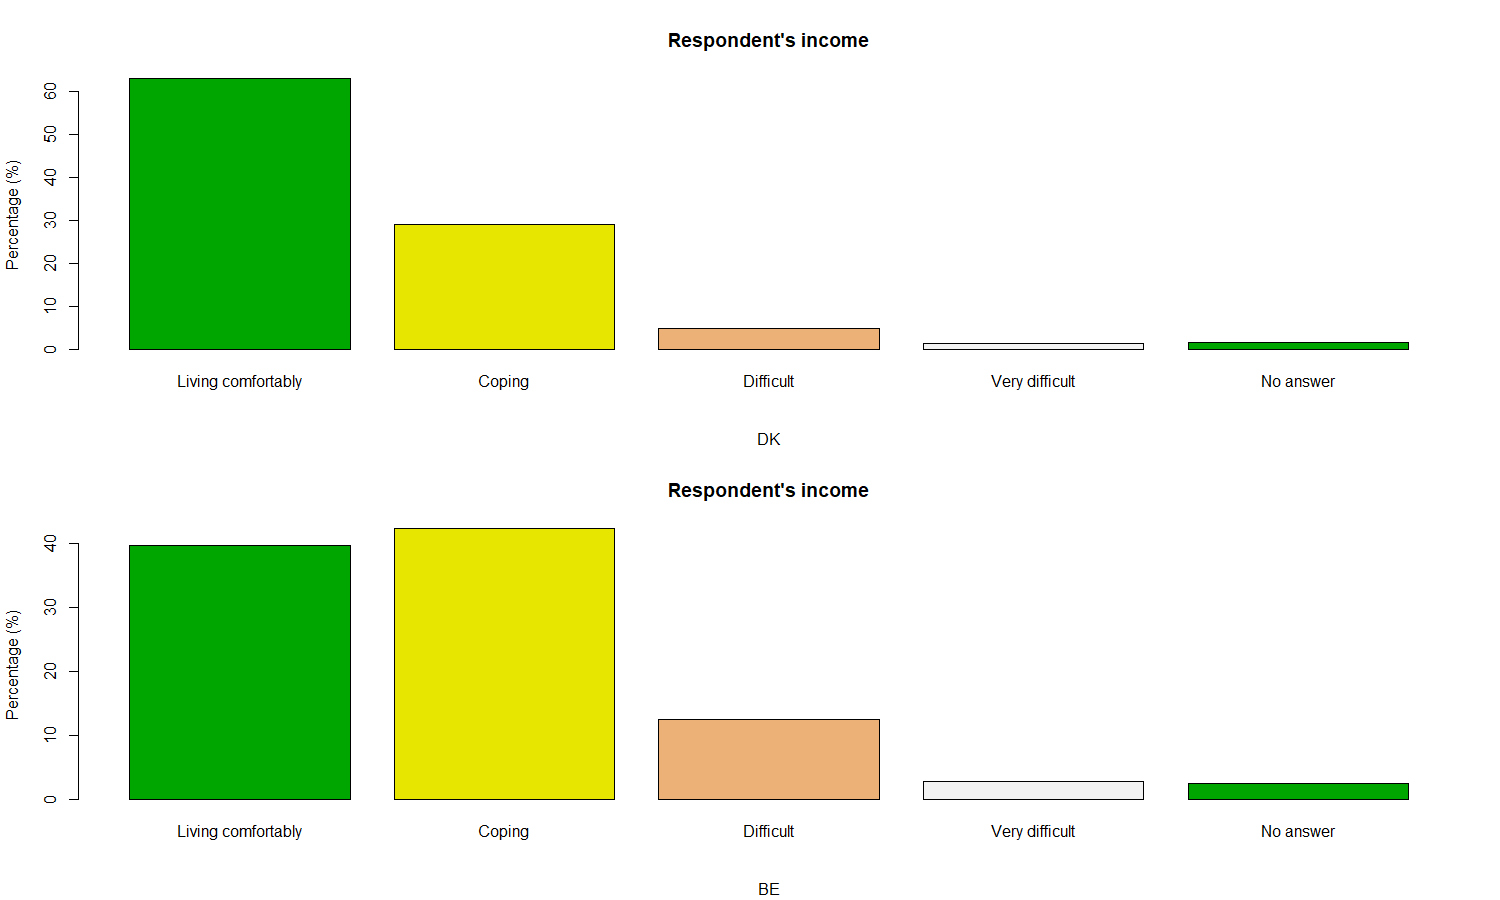 Respondent's income
Percentage (%)
60
50
40
30
20
10
0
Living comfortably Coping Difficult Very difficult No answer
DK
Respondent's income
Percentage (%)
40
30
20
10
0
Living comfortably Coping Difficult Very difficult No answer
BE